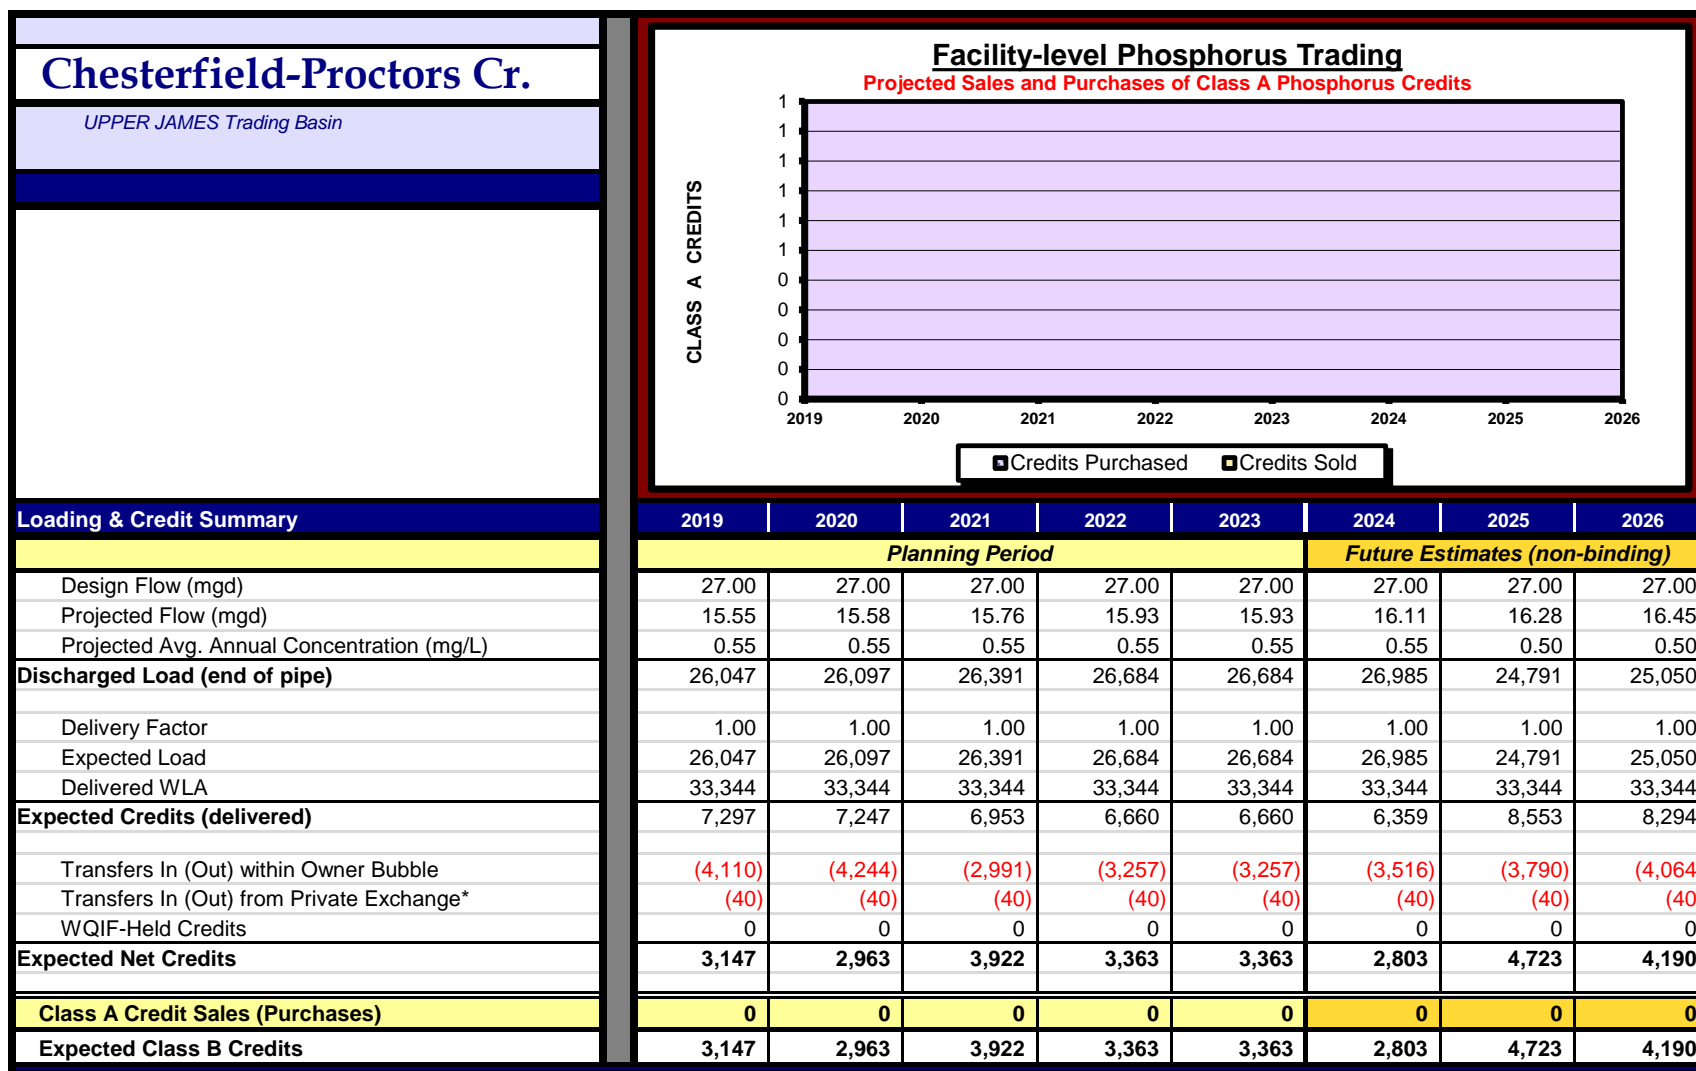 Chesterfield-Proctors Cr.
UPPER JAMES Trading Basin
Facility-level Phosphorus Trading
Projected Sales and Purchases of Class A Phosphorus Credits
CLASS A CREDITS
1
1
1
1
1
1
0
0
0
0
0
2019 2020 2021 2022 2023 2024 2025 2026
Credits Purchased Credits Sold
Loading & Credit Summary 2019 2020 2021 2022 2023 2024 2025 2026
Planning Period Future Estimates (non-binding)
Design Flow (mgd) 27.00 27.00 27.00 27.00 27.00 27.00 27.00 27.00
Projected Flow (mgd) 15.55 15.58 15.76 15.93 15.93 16.11 16.28 16.45
Projected Avg. Annual Concentration (mg/L) 0.55 0.55 0.55 0.55 0.55 0.55 0.50 0.50
Discharged Load (end of pipe) 26,047 26,097 26,391 26,684 26,684 26,985 24,791 25,050
Delivery Factor 1.00 1.00 1.00 1.00 1.00 1.00 1.00 1.00
Expected Load 26,047 26,097 26,391 26,684 26,684 26,985 24,791 25,050
Delivered WLA 33,344 33,344 33,344 33,344 33,344 33,344 33,344 33,344
Expected Credits (delivered) 7,297 7,247 6,953 6,660 6,660 6,359 8,553 8,294
Transfers In (Out) within Owner Bubble (4,110) (4,244) (2,991) (3,257) (3,257) (3,516) (3,790) (4,064
Transfers In (Out) from Private Exchange* (40) (40) (40) (40) (40) (40) (40) (40
WQIF-Held Credits 0 0 0 0 0 0 0 0
Expected Net Credits 3,147 2,963 3,922 3,363 3,363 2,803 4,723 4,190
Class A Credit Sales (Purchases) 0 0 0 0 0 0 0 0
Expected Class B Credits 3,147 2,963 3,922 3,363 3,363 2,803 4,723 4,190